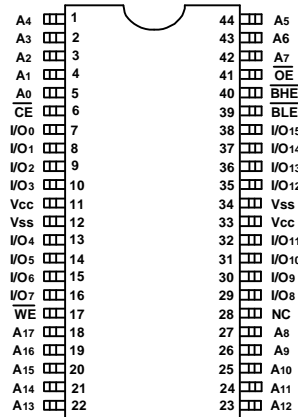 A4 1 44 A5
A3 2 43 A6
A2 3 42 A7
A1 4 41 OE
A0 5 40 BHE
CE 6 39 BLE
I/O0 7 38 I/O15
I/O1 8 37 I/O14
I/O2 9 36 I/O13
I/O3 10 35 I/O12
Vcc 11 34 Vss
Vss 12 33 Vcc
I/O4 13 32 I/O11
I/O5 14 31 I/O10
I/O6 15 30 I/O9
I/O7 16 29 I/O8
WE 17 28 NC
A17 18 27 A8
A16 19 26 A9
A15 20 25 A10
A14 21 24 A11
A13 22 23 A12